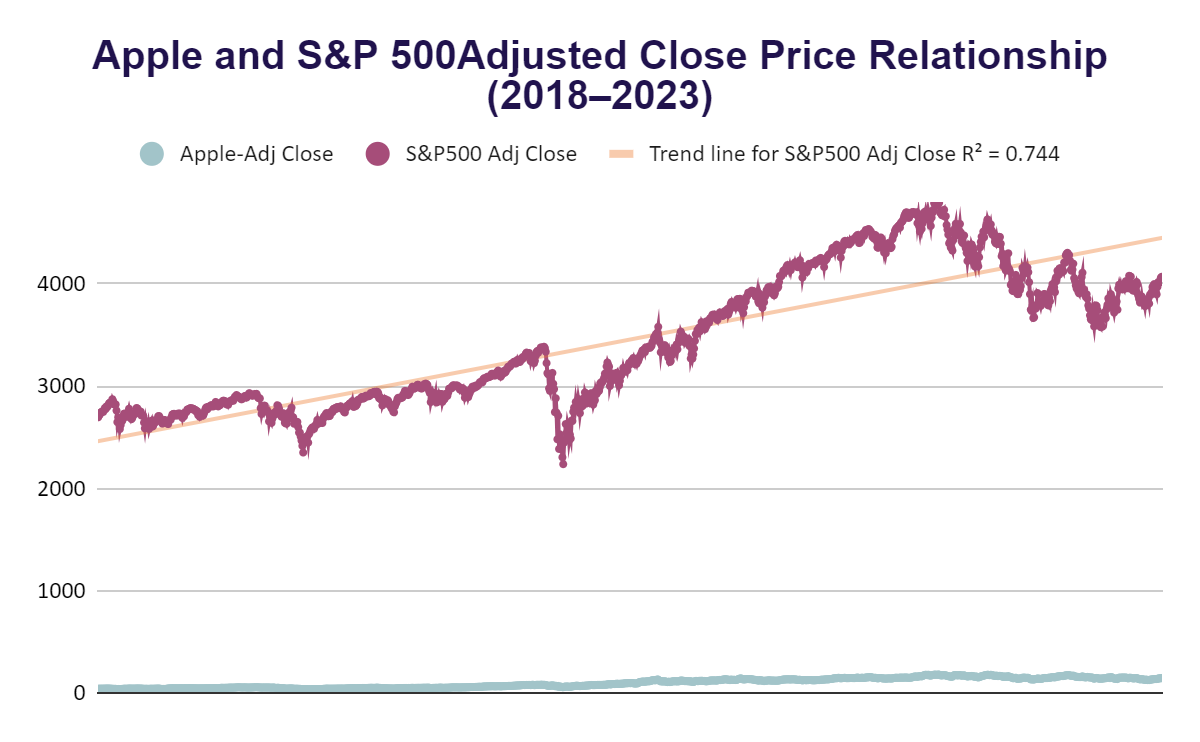 Apple and S&P 500Adjusted Close Price Relationship
(2018–2023)
Apple-Adj Close
S&P500 Adj Close
Trend line for S&P500 Adj Close R² = 0.744
4000
3000
2000
1000
0